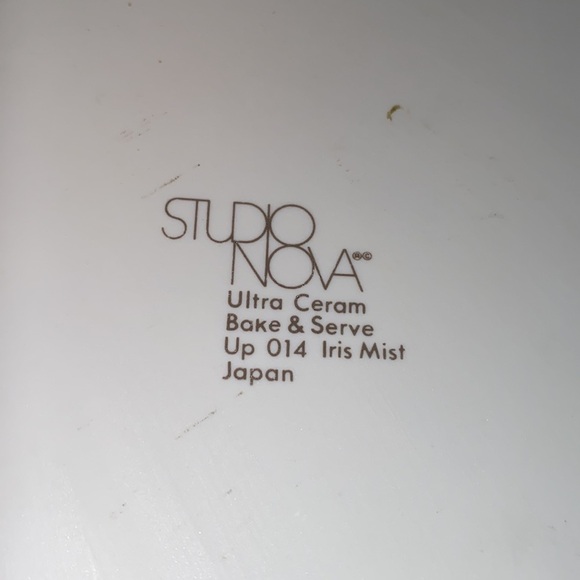 STUDIO
NOVA®©
Ultra Ceram
Bake & Serve
Up 014 Iris Mist
Japan